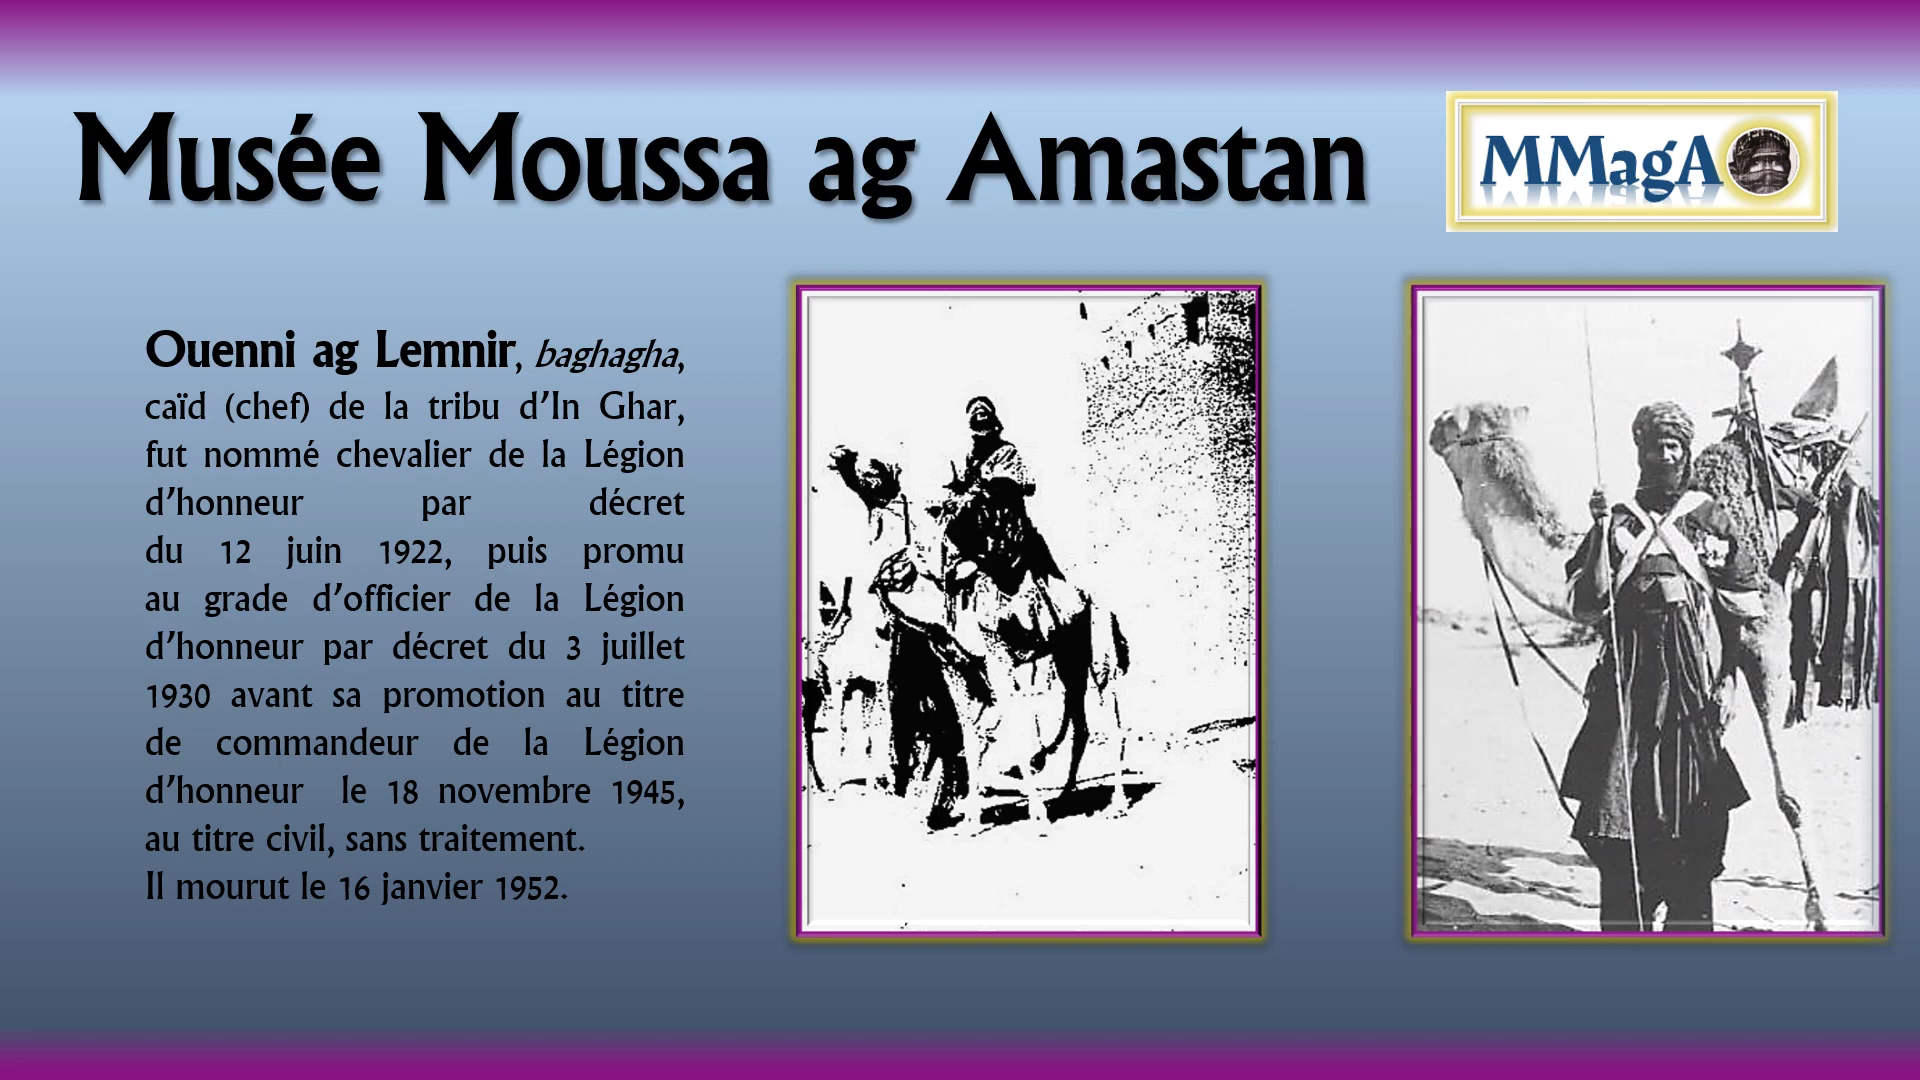 Musée Moussa ag Amastan
MMagA
Ouenni ag Lemnir, baghagha,
caïd (chef) de la tribu d’In Ghar,
fut nommé chevalier de la Légion
d’honneur par décret
du 12 juin 1922, puis promu
au grade d’officier de la Légion
d’honneur par décret du 3 juillet
1930 avant sa promotion au titre
de commandeur de la Légion
d’honneur le 18 novembre 1945,
au titre civil, sans traitement.
Il mourut le 16 janvier 1952.